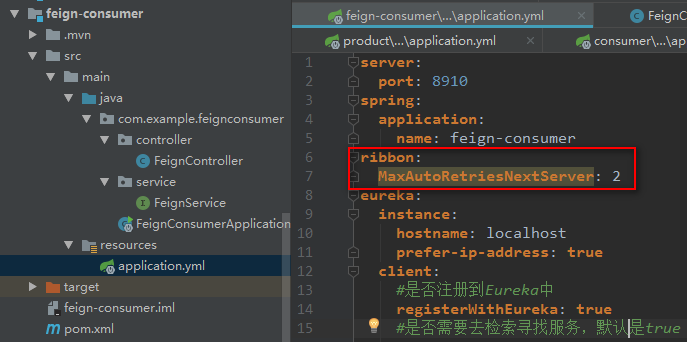 feign-consumer
.mvn
src
main
java
com.example.feignconsumer
controller
FeignController
service
FeignService
FeignConsumerApplication
resources
application.yml
target
feign-consumer.iml
pom.xml
feign-consumer\...\application.yml
FeignC
product\...\application.yml
consumer\...\ap
1 server:
2 port: 8910
3 spring:
4 application:
5 name: feign-consumer
6 ribbon:
7 MaxAutoRetriesNextServer: 2
8 eureka:
9 instance:
10 hostname: localhost
11 prefer-ip-address: true
12 client:
13 #是否注册到Eureka中
14 registerWithEureka: true
15 #是否需要去检索寻找服务，默认是true